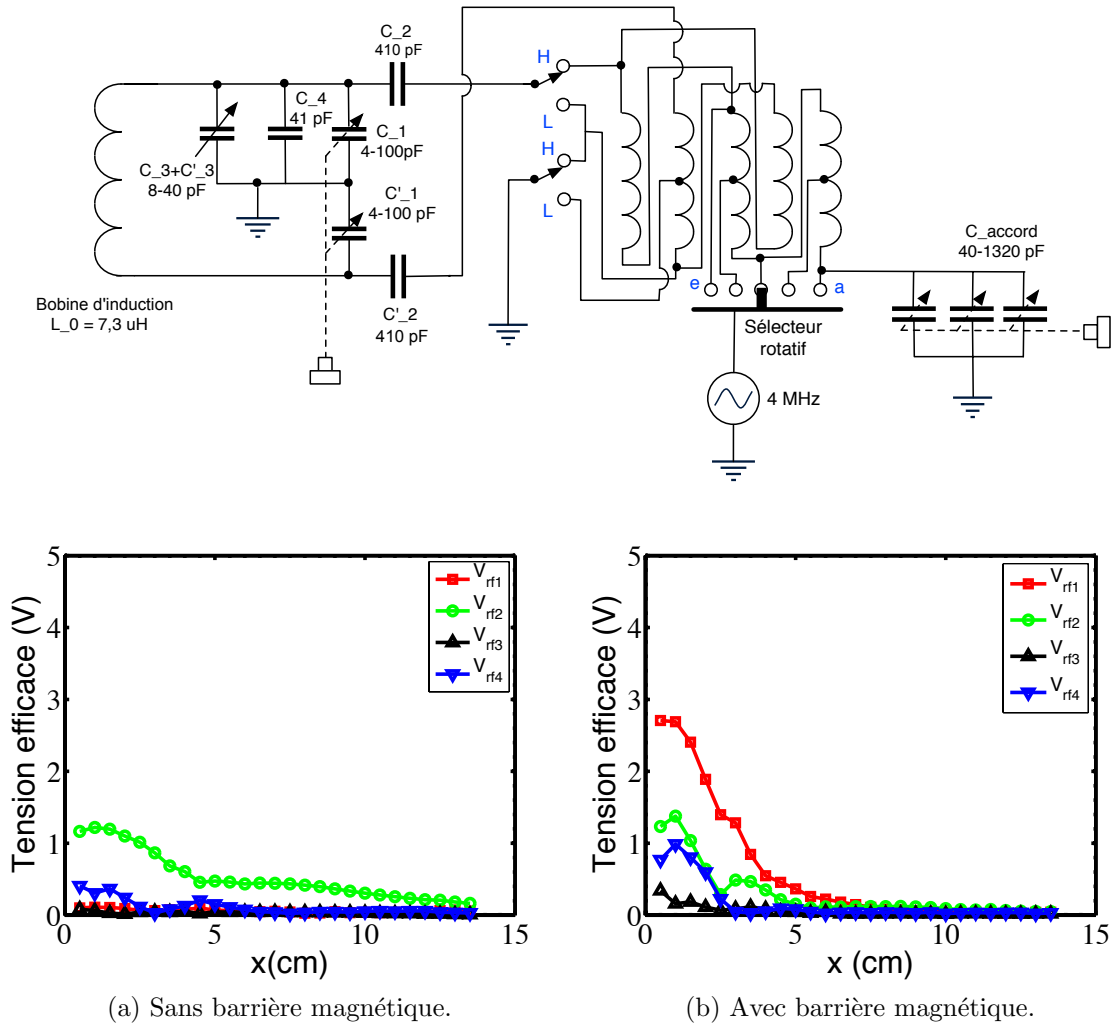 C_2
410 pF
H
C_4
41 pF
C_1
4-100pF
L
H
C_3+C'_3
8-40 pF
C'_1
4-100 pF
L
C_accord
40-1320 pF
e
a
Bobine d'induction
L_0 = 7,3 uH
C'_2
410 pF
Sélecteur
rotatif
4 MHz
5
4
3
2
1
0
Tension efficace (V)
V_rf1
V_rf2
V_rf3
V_rf4
0
5
10
15
x(cm)
(a) Sans barrière magnétique.
5
4
3
2
1
0
Tension efficace (V)
V_rf1
V_rf2
V_rf3
V_rf4
0
5
10
15
x (cm)
(b) Avec barrière magnétique.